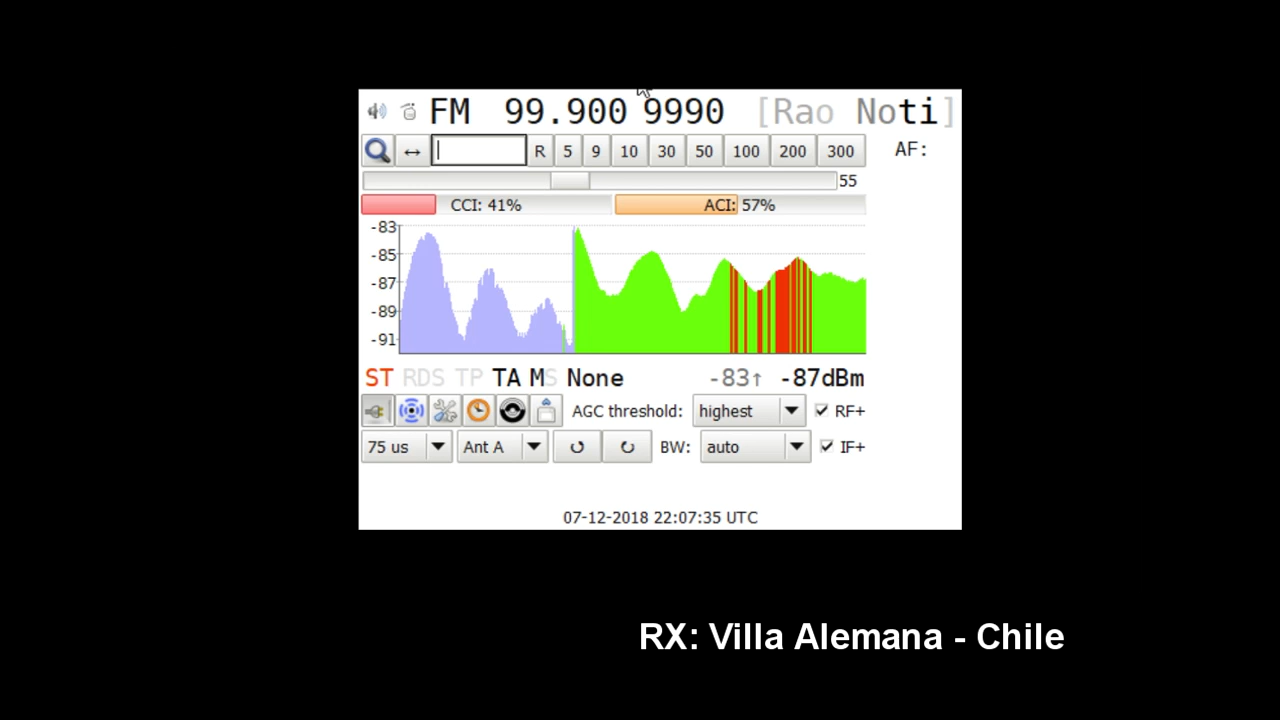 FM 99.900 9990 [Rao Noti]
↔ R 5 9 10 30 50 100 200 300 AF:
55
CCI: 41% ACI: 57%
-83
-85
-87
-89
-91
ST RDS TP TA MS None -83↑ -87dBm
AGC threshold: highest RF+
75 us Ant A ↺ ↻ BW: auto IF+
07-12-2018 22:07:35 UTC
RX: Villa Alemana - Chile